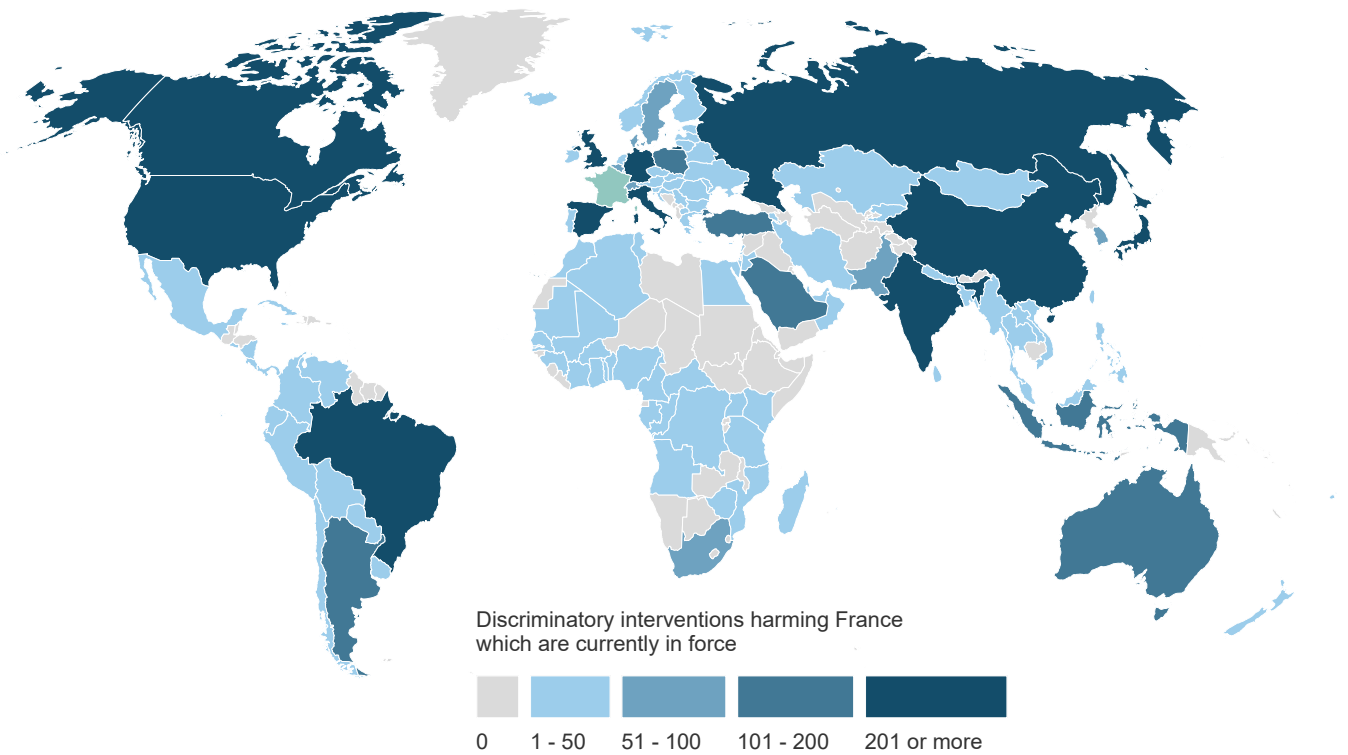 Discriminatory interventions harming France
which are currently in force
0 1 - 50 51 - 100 101 - 200 201 or more